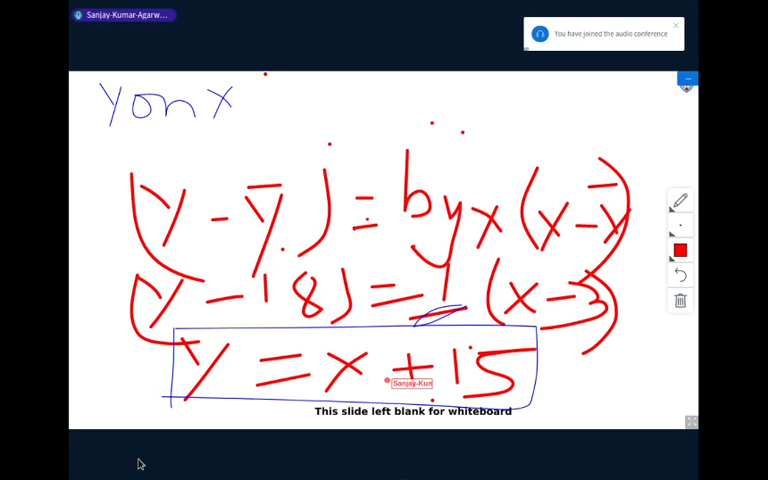 Sanjay-Kumar-Agarw...
You have joined the audio conference
y on x
(y - ȳ) = byx (x - x̄)
(y - 18) = 1 (x - 3)
y = x + 15
Sanjay-Kum
This slide left blank for whiteboard